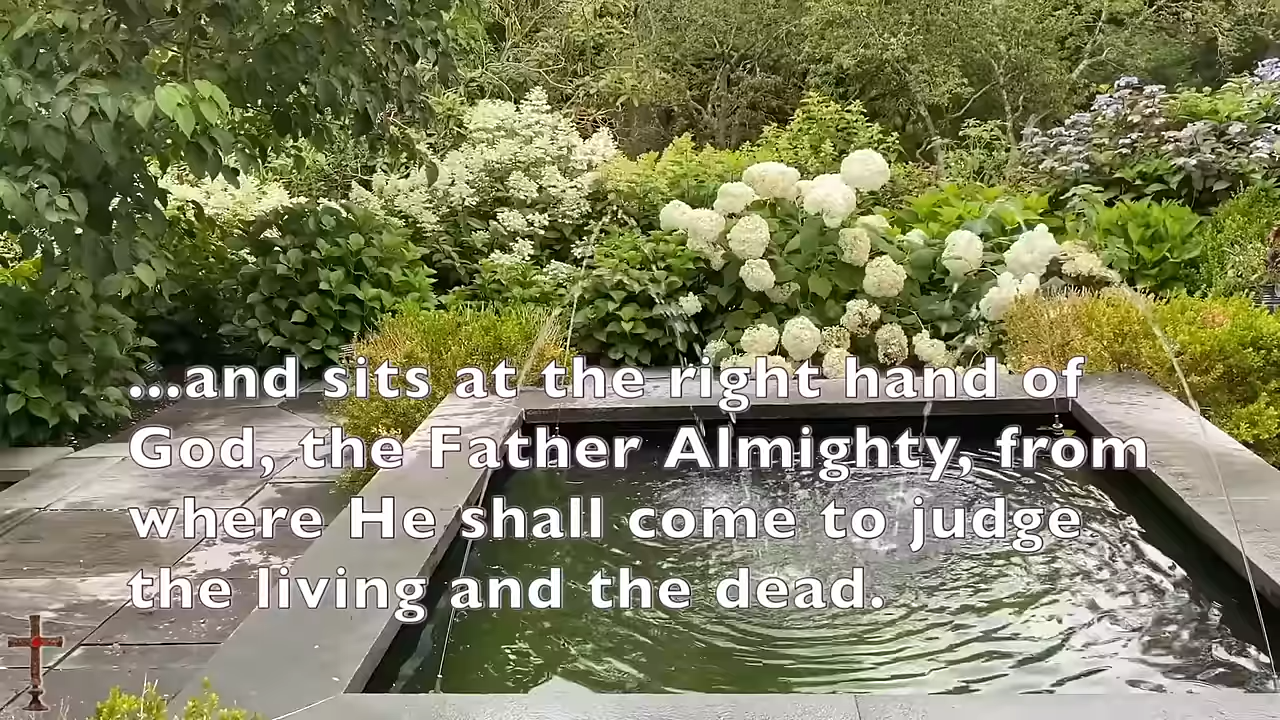 ...and sits at the right hand of
God, the Father Almighty, from
where He shall come to judge
the living and the dead.